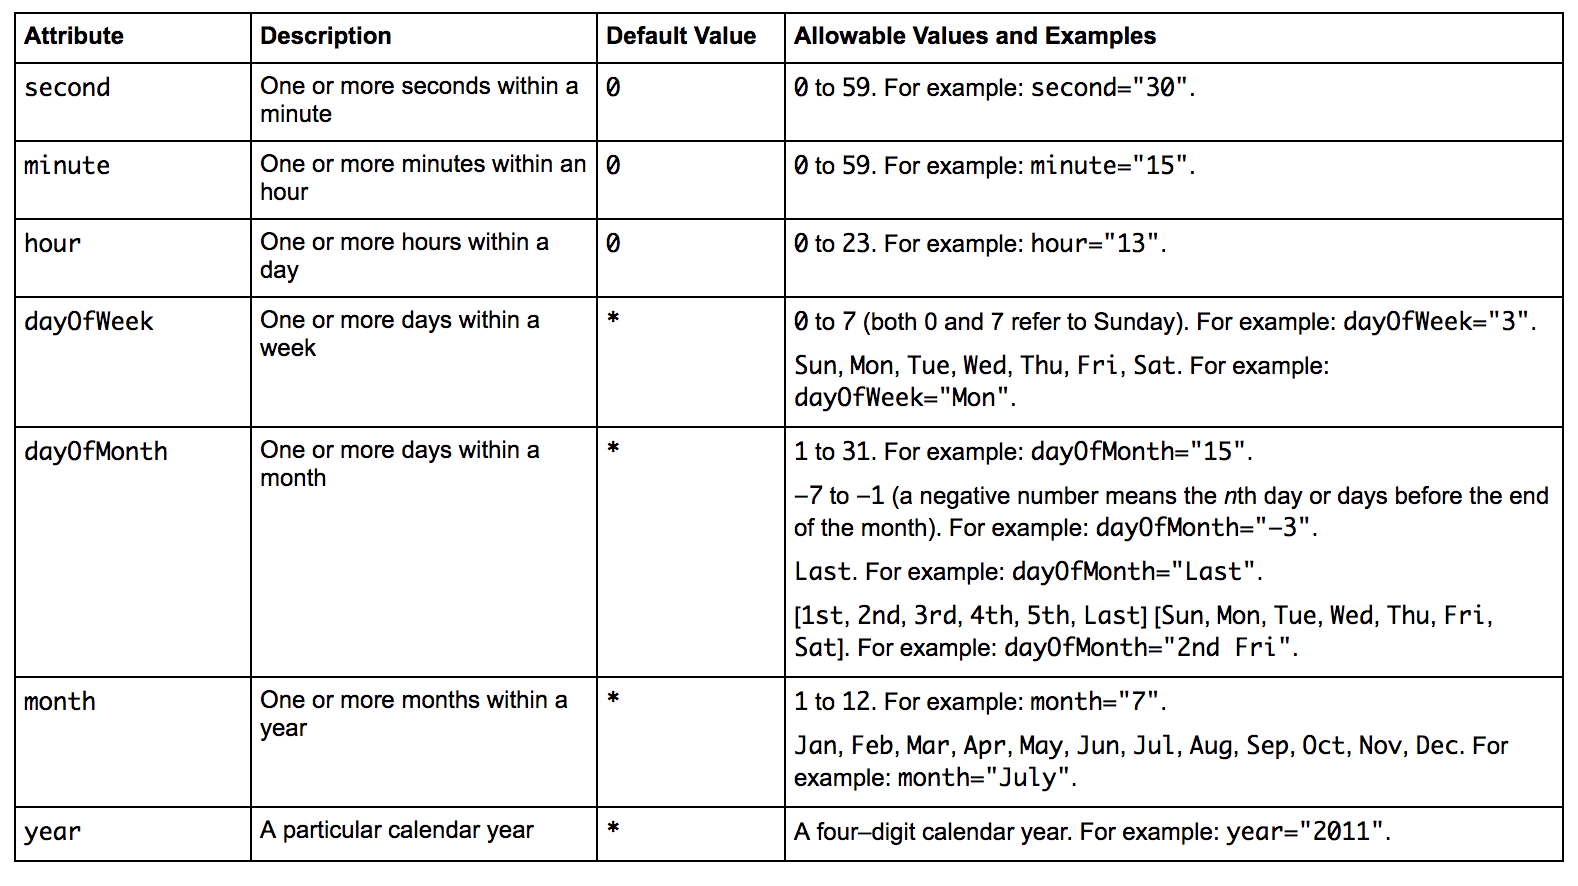 Attribute Description Default Value Allowable Values and Examples
second One or more seconds within a 0 0 to 59. For example: second="30".
minute
minute One or more minutes within an 0 0 to 59. For example: minute="15".
hour
hour One or more hours within a 0 0 to 23. For example: hour="13".
day
dayOfWeek One or more days within a * 0 to 7 (both 0 and 7 refer to Sunday). For example: dayOfWeek="3".
week
Sun, Mon, Tue, Wed, Thu, Fri, Sat. For example:
dayOfWeek="Mon".
dayOfMonth One or more days within a * 1 to 31. For example: dayOfMonth="15".
month
–7 to –1 (a negative number means the nth day or days before the end
of the month). For example: dayOfMonth="–3".
Last. For example: dayOfMonth="Last".
[1st, 2nd, 3rd, 4th, 5th, Last] [Sun, Mon, Tue, Wed, Thu, Fri,
Sat]. For example: dayOfMonth="2nd Fri".
month One or more months within a * 1 to 12. For example: month="7".
year
Jan, Feb, Mar, Apr, May, Jun, Jul, Aug, Sep, Oct, Nov, Dec. For
example: month="July".
year A particular calendar year * A four–digit calendar year. For example: year="2011".